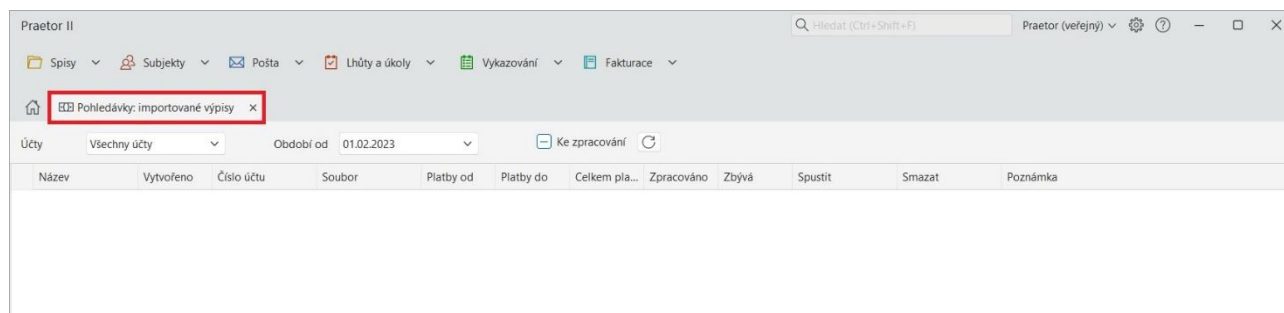 Praetor II
Hledat (Ctrl+Shift+F)
Praetor (veřejný)
Spisy Subjekty Pošta Lhůty a úkoly Vykazování Fakturace
Pohledávky: importované výpisy
Účty Všechny účty Období od 01.02.2023 Ke zpracování
Název Vytvořeno Číslo účtu Soubor Platby od Platby do Celkem pla... Zpracováno Zbývá Spustit Smazat Poznámka